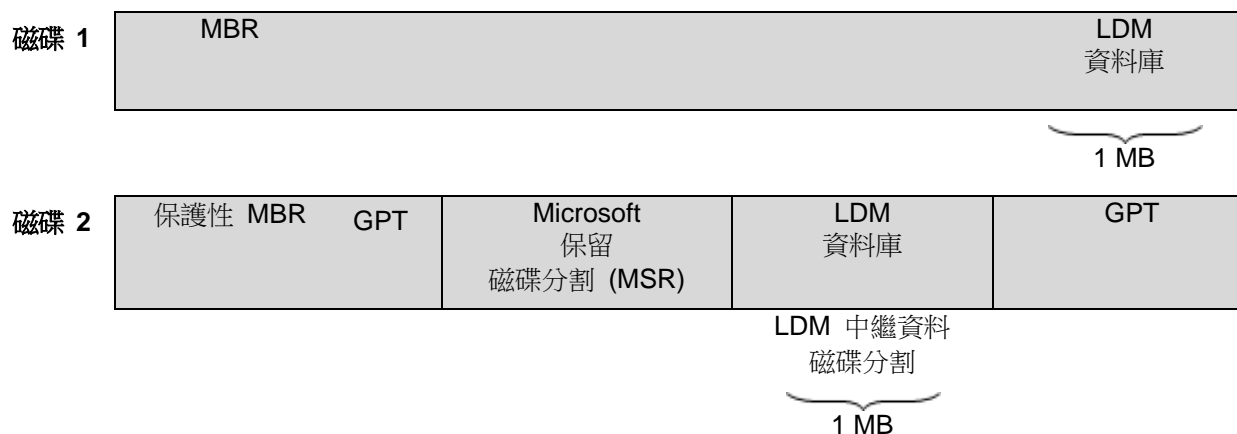 磁碟 1
MBR
LDM
資料庫
1 MB
磁碟 2
保護性 MBR GPT
Microsoft
保留
磁碟分割 (MSR)
LDM
資料庫
GPT
LDM 中繼資料
磁碟分割
1 MB